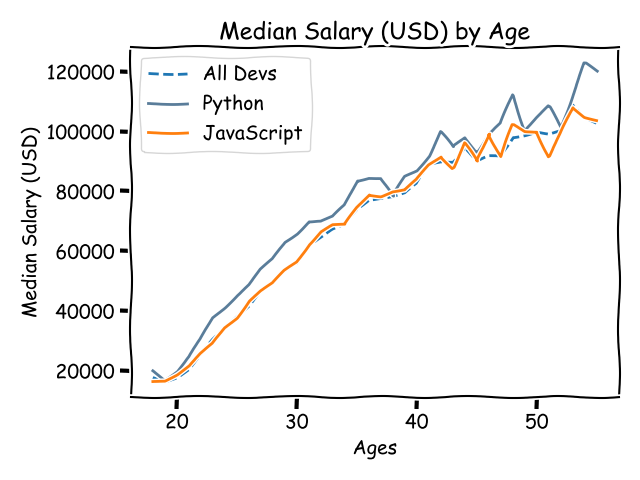 Median Salary (USD) by Age
All Devs
Python
JavaScript
Median Salary (USD)
120000
100000
80000
60000
40000
20000
20 30 40 50
Ages